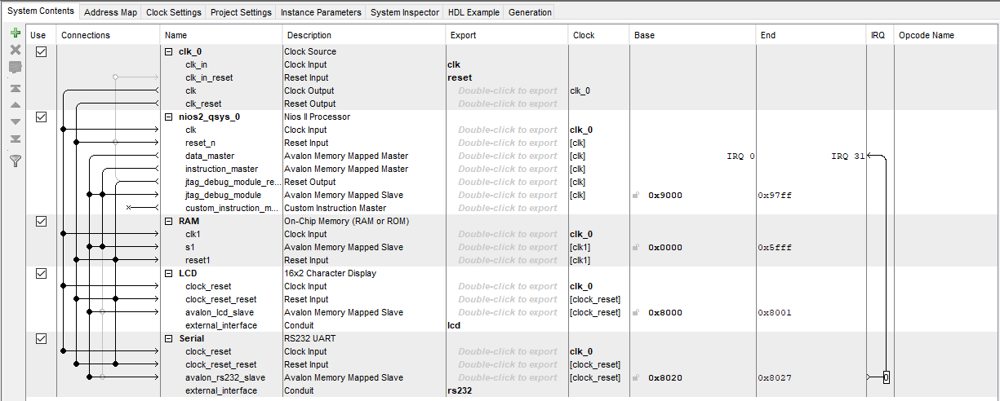 System Contents Address Map Clock Settings Project Settings Instance Parameters System Inspector HDL Example Generation
Use Connections Name Description Export Clock Base End IRQ Opcode Name
clk_0 Clock Source
clk_in Clock Input clk
clk_in_reset Reset Input reset
clk Clock Output Double-click to export clk_0
clk_reset Reset Output Double-click to export
nios2_qsys_0 Nios II Processor
clk Clock Input Double-click to export clk_0
reset_n Reset Input Double-click to export [clk]
data_master Avalon Memory Mapped Master Double-click to export [clk] IRQ 0 IRQ 31
instruction_master Avalon Memory Mapped Master Double-click to export [clk]
jtag_debug_module_re... Reset Output Double-click to export [clk]
jtag_debug_module Avalon Memory Mapped Slave Double-click to export [clk] 0x9000 0x97ff
custom_instruction_m... Custom Instruction Master Double-click to export
RAM On-Chip Memory (RAM or ROM)
clk1 Clock Input Double-click to export clk_0
s1 Avalon Memory Mapped Slave Double-click to export [clk1] 0x0000 0x5fff
reset1 Reset Input Double-click to export [clk1]
LCD 16x2 Character Display
clock_reset Clock Input Double-click to export clk_0
clock_reset_reset Reset Input Double-click to export [clock_reset]
avalon_lcd_slave Avalon Memory Mapped Slave Double-click to export [clock_reset] 0x8000 0x8001
external_interface Conduit lcd
Serial RS232 UART
clock_reset Clock Input Double-click to export clk_0
clock_reset_reset Reset Input Double-click to export [clock_reset]
avalon_rs232_slave Avalon Memory Mapped Slave Double-click to export [clock_reset] 0x8020 0x8027 0
external_interface Conduit rs232